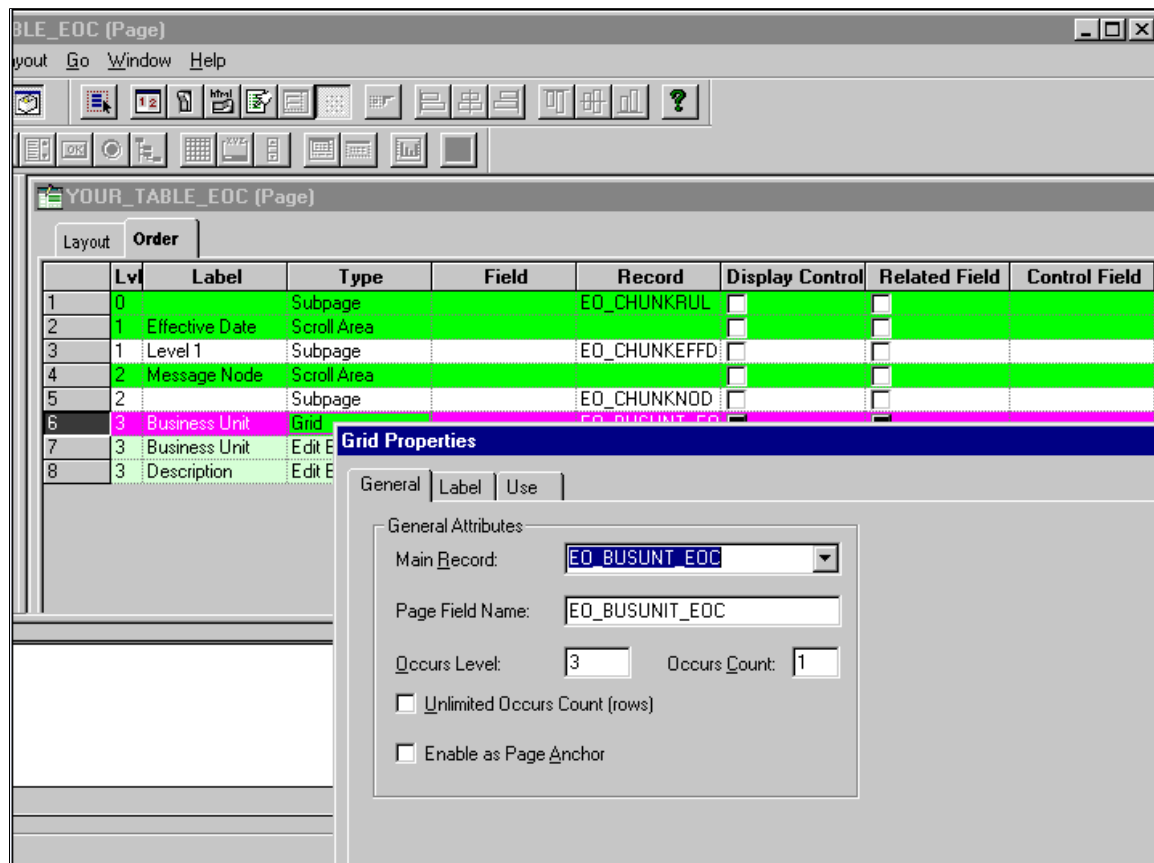 BLE_EOC (Page)
yout Go Window Help
YOUR_TABLE_EOC (Page)
Layout Order
Lvl Label Type Field Record Display Control Related Field Control Field
1 0 Subpage EO_CHUNKRUL
2 1 Effective Date Scroll Area
3 1 Level 1 Subpage EO_CHUNKEFFD
4 2 Message Node Scroll Area
5 2 Subpage EO_CHUNKNOD
6 3 Business Unit Grid EO_BUSUNT_EO
7 3 Business Unit Edit E
8 3 Description Edit E
Grid Properties
General Label Use
General Attributes
Main Record: EO_BUSUNT_EOC
Page Field Name: EO_BUSUNIT_EOC
Occurs Level: 3 Occurs Count: 1
Unlimited Occurs Count (rows)
Enable as Page Anchor